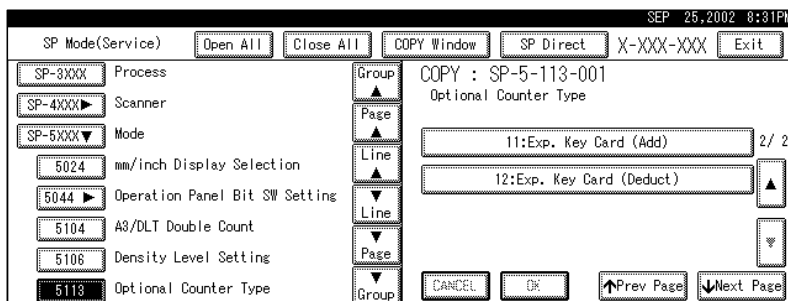 SEP 25,2002 8:31PM
SP Mode(Service) Open All Close All COPY Window SP Direct X-XXX-XXX Exit
SP-3XXX Process
SP-4XXX▶ Scanner
SP-5XXX▼ Mode
5024 mm/inch Display Selection
5044 ▶ Operation Panel Bit SW Setting
5104 A3/DLT Double Count
5106 Density Level Setting
5113 Optional Counter Type
Group ▲
Page ▲
Line ▲
▼ Line
▼ Page
▼ Group
COPY : SP-5-113-001
Optional Counter Type
11:Exp. Key Card (Add) 2/ 2
12:Exp. Key Card (Deduct) ▲
▼
CANCEL OK ↑Prev Page ↓Next Page